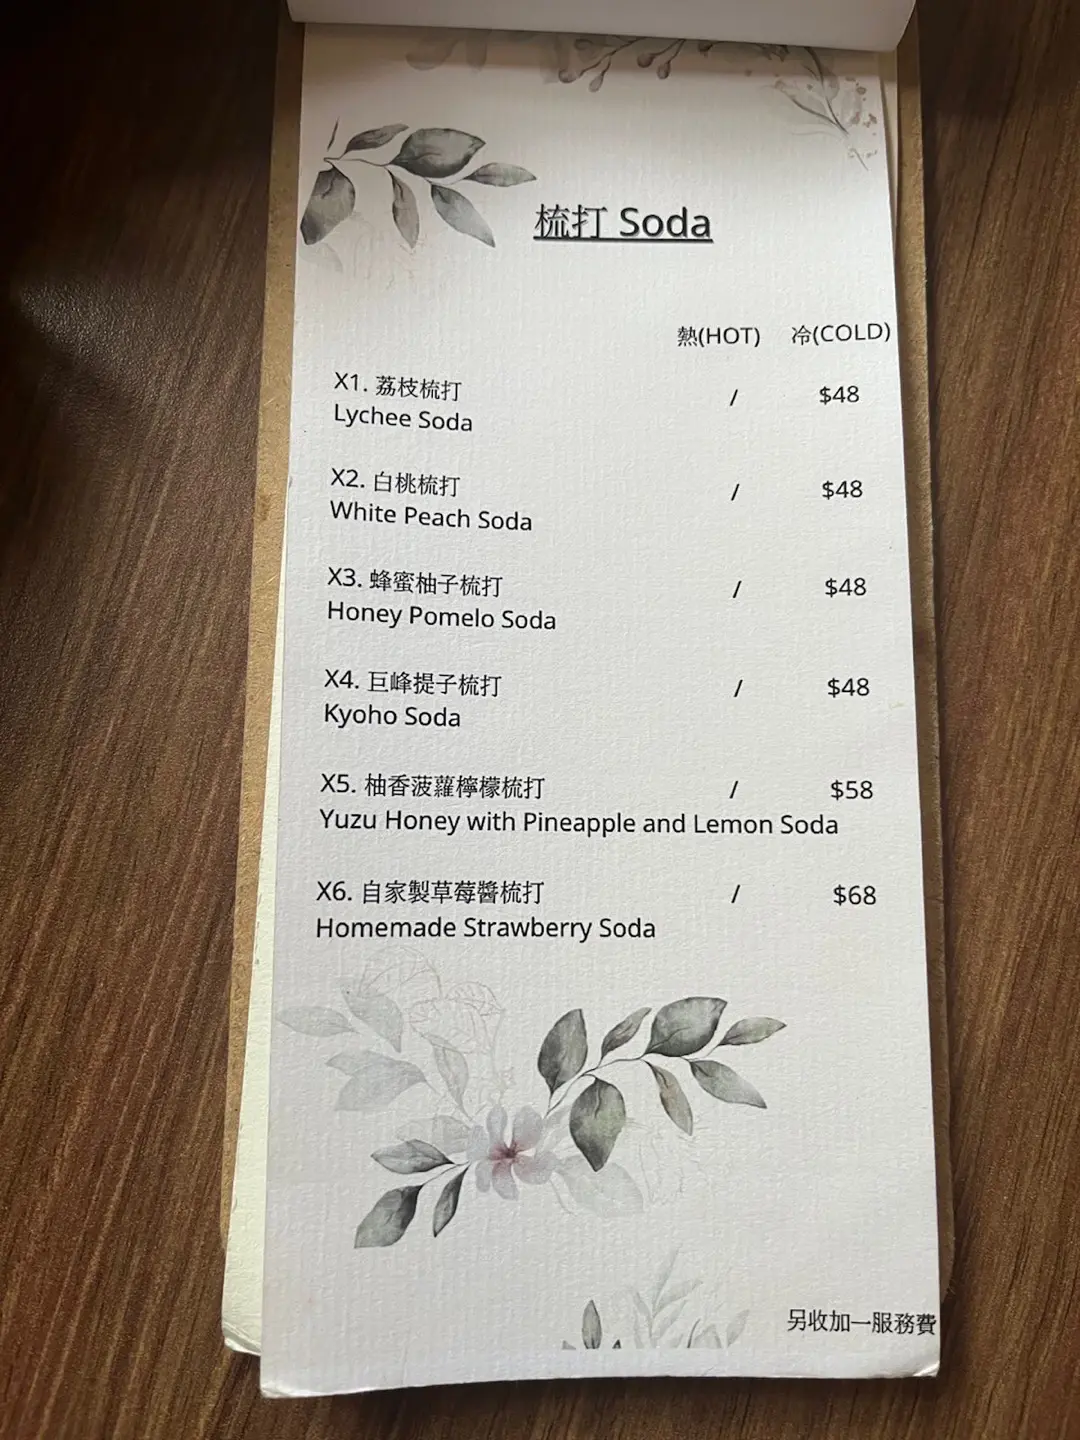 梳打 Soda
熱(HOT) 冷(COLD)
X1. 荔枝梳打 / $48
Lychee Soda
X2. 白桃梳打 / $48
White Peach Soda
X3. 蜂蜜柚子梳打 / $48
Honey Pomelo Soda
X4. 巨峰提子梳打 / $48
Kyoho Soda
X5. 柚香菠蘿檸檬梳打 / $58
Yuzu Honey with Pineapple and Lemon Soda
X6. 自家製草莓醬梳打 / $68
Homemade Strawberry Soda
另收加一服務費